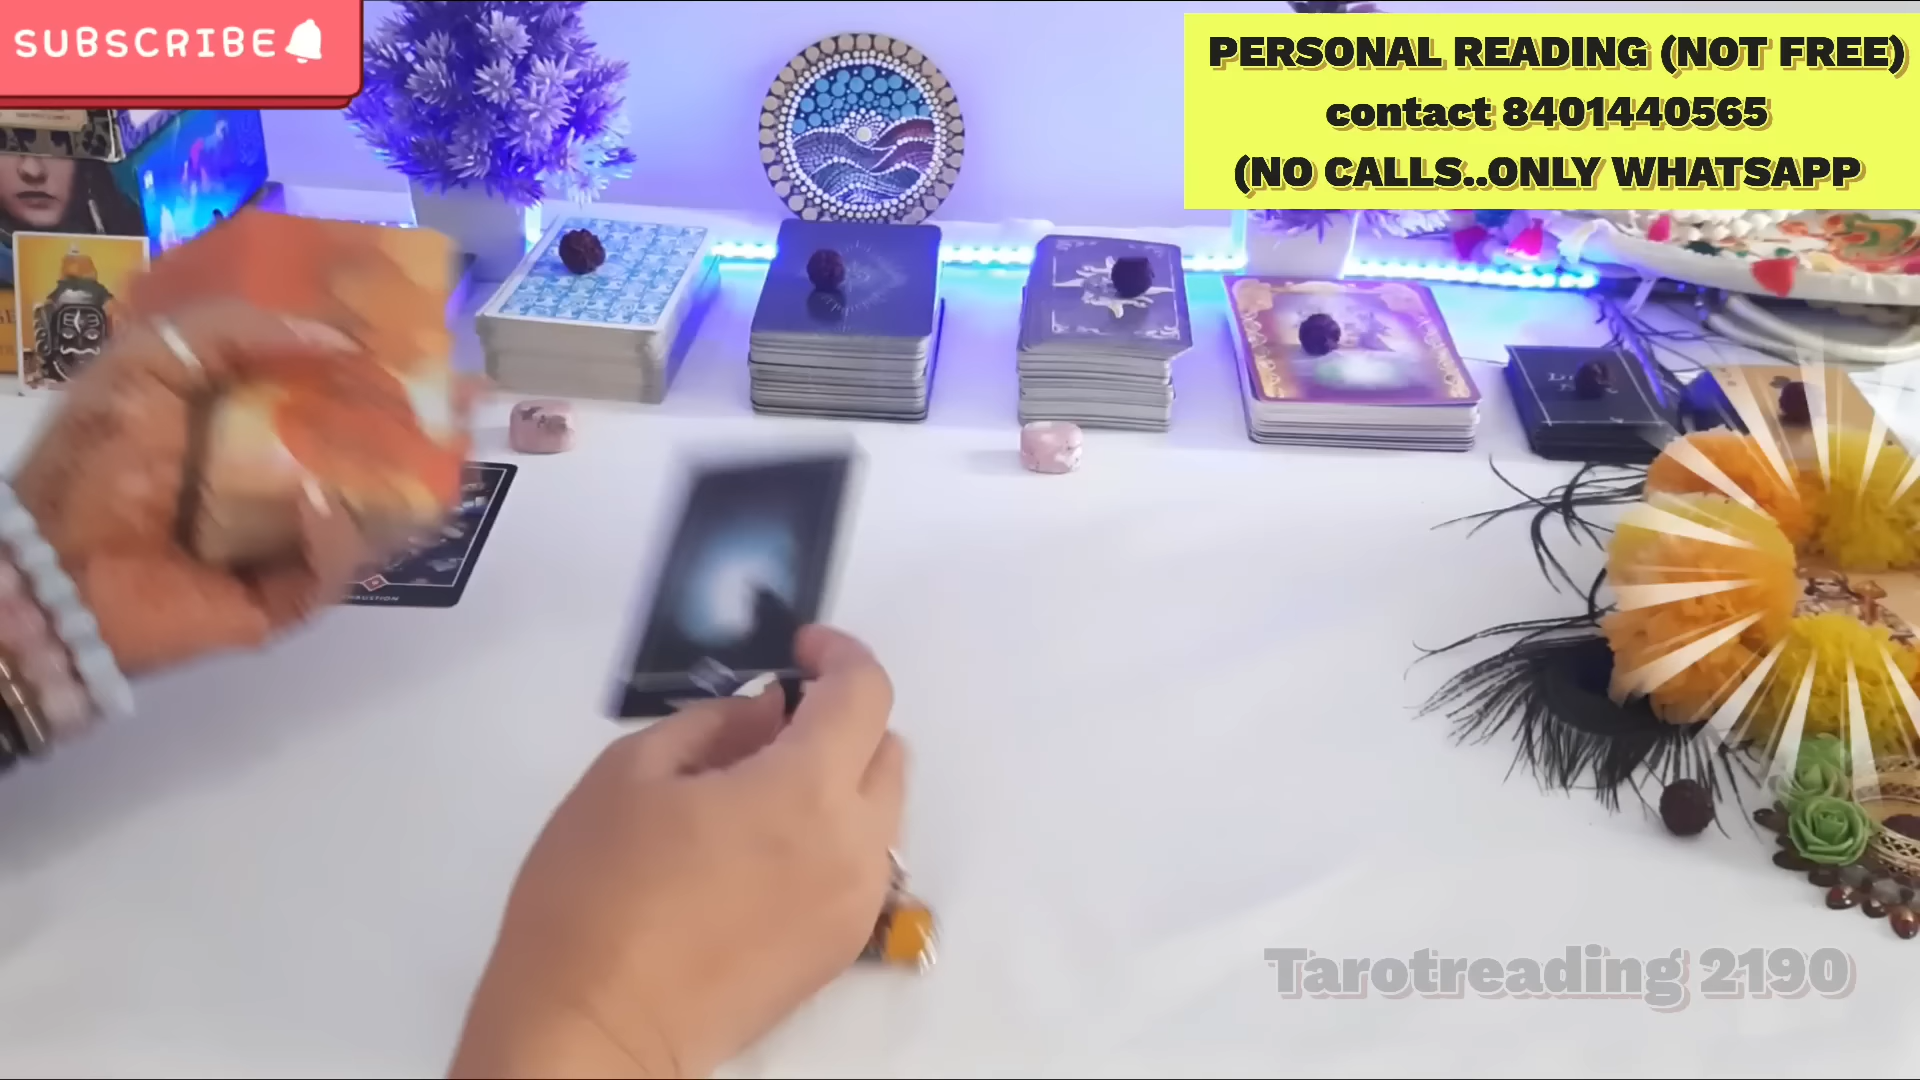 SUBSCRIBE
PERSONAL READING (NOT FREE)
contact 8401440565
(NO CALLS..ONLY WHATSAPP
Tarotreading 2190